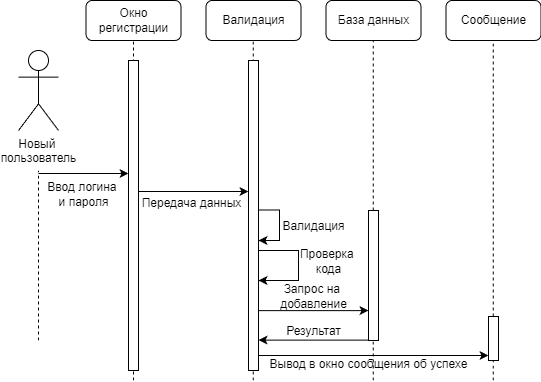 Окно
регистрации
Валидация
База данных
Сообщение
Новый
пользователь
Ввод логина
и пароля
Передача данных
Валидация
Проверка
кода
Запрос на
добавление
Результат
Вывод в окно сообщения об успехе